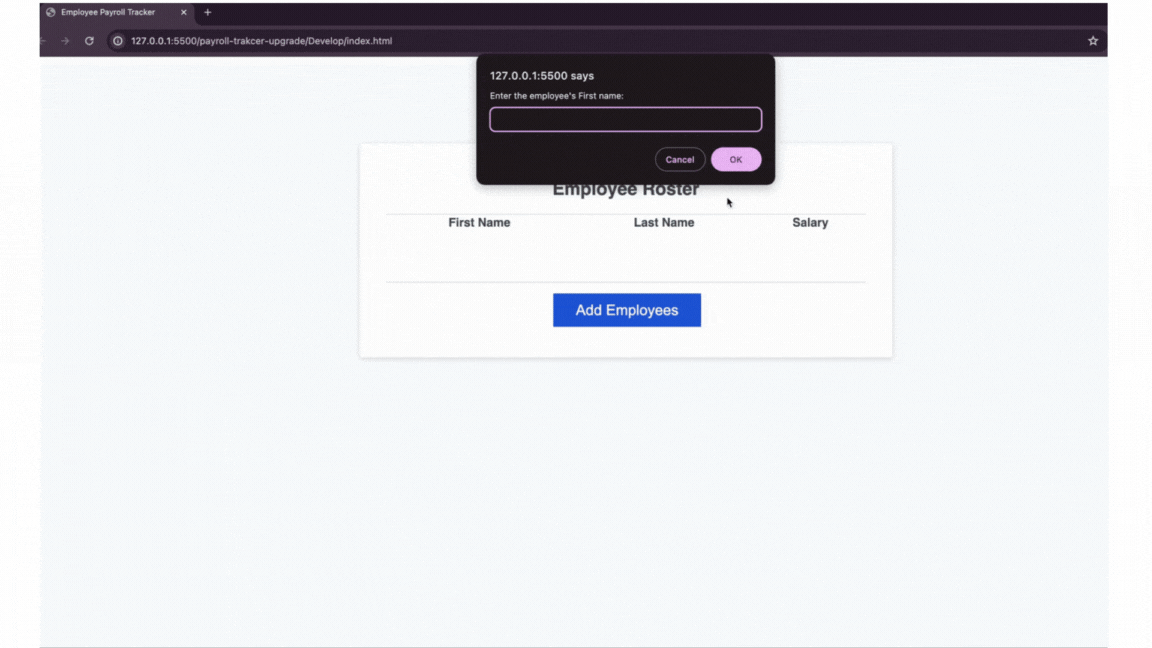 Employee Payroll Tracker
127.0.0.1:5500/payroll-trakcer-upgrade/Develop/index.html
127.0.0.1:5500 says
Enter the employee's First name:
Cancel OK
Employee Roster
First Name Last Name Salary
Add Employees